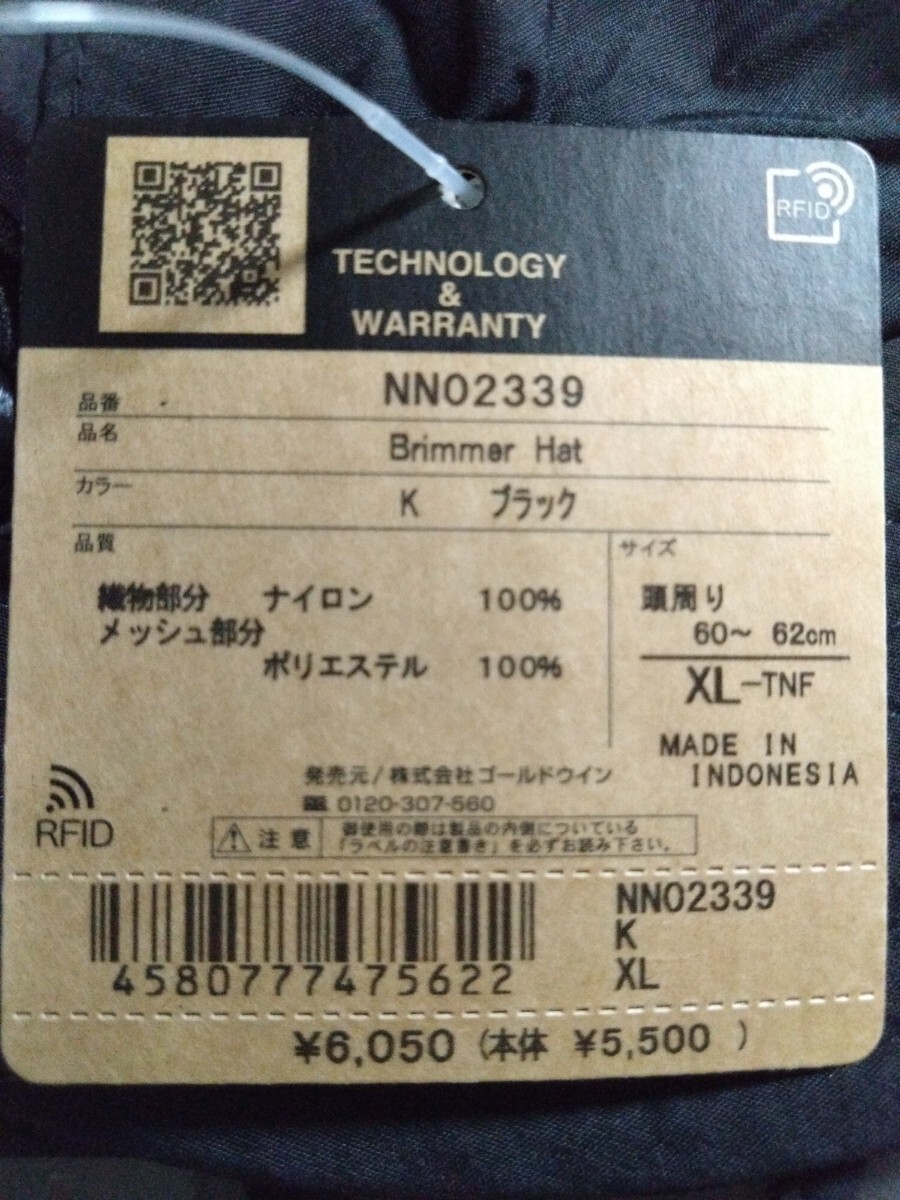 RFID
TECHNOLOGY
&
WARRANTY
品番 NN02339
品名 Brimmer Hat
カラー K ブラック
品質
織物部分 ナイロン 100%
メッシュ部分
ポリエステル 100%
サイズ
頭周り
60～ 62cm
XL-TNF
MADE IN
INDONESIA
発売元/株式会社ゴールドウイン
0120-307-560
RFID
注意
御使用の際は製品の内側についている
「ラベルの注意書き」を必ずお読み下さい。
4580777475622
NN02339
K
XL
¥6,050 (本体 ¥5,500 )